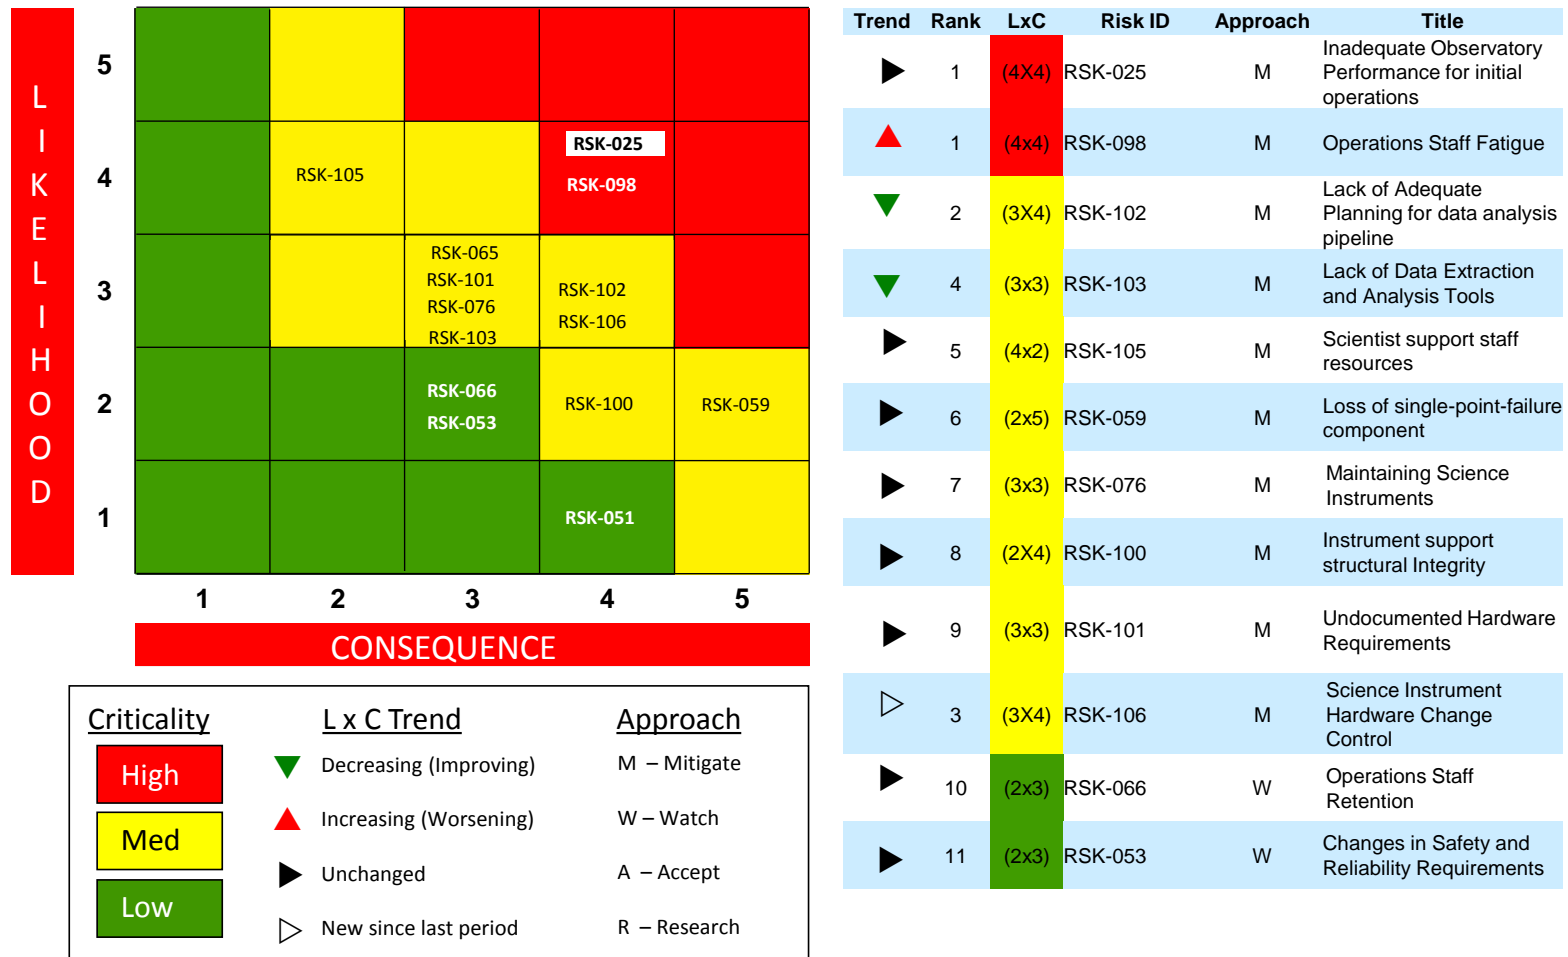 LIKELIHOOD
5
RSK-025
4
RSK-105
RSK-098
RSK-065
RSK-101
3
RSK-102
RSK-076
RSK-106
RSK-103
RSK-066
2
RSK-100
RSK-059
RSK-053
1
RSK-051
1 2 3 4 5
CONSEQUENCE
Criticality
High
Med
Low
L x C Trend
Decreasing (Improving)
Increasing (Worsening)
Unchanged
New since last period
Approach
M – Mitigate
W – Watch
A – Accept
R – Research
Trend Rank LxC Risk ID Approach Title
1 (4X4) RSK-025 M Inadequate Observatory
Performance for initial
operations
1 (4x4) RSK-098 M Operations Staff Fatigue
2 (3X4) RSK-102 M Lack of Adequate
Planning for data analysis
pipeline
4 (3x3) RSK-103 M Lack of Data Extraction
and Analysis Tools
5 (4x2) RSK-105 M Scientist support staff
resources
6 (2x5) RSK-059 M Loss of single-point-failure
component
7 (3x3) RSK-076 M Maintaining Science
Instruments
8 (2X4) RSK-100 M Instrument support
structural Integrity
9 (3x3) RSK-101 M Undocumented Hardware
Requirements
3 (3X4) RSK-106 M Science Instrument
Hardware Change
Control
10 (2x3) RSK-066 W Operations Staff
Retention
11 (2x3) RSK-053 W Changes in Safety and
Reliability Requirements